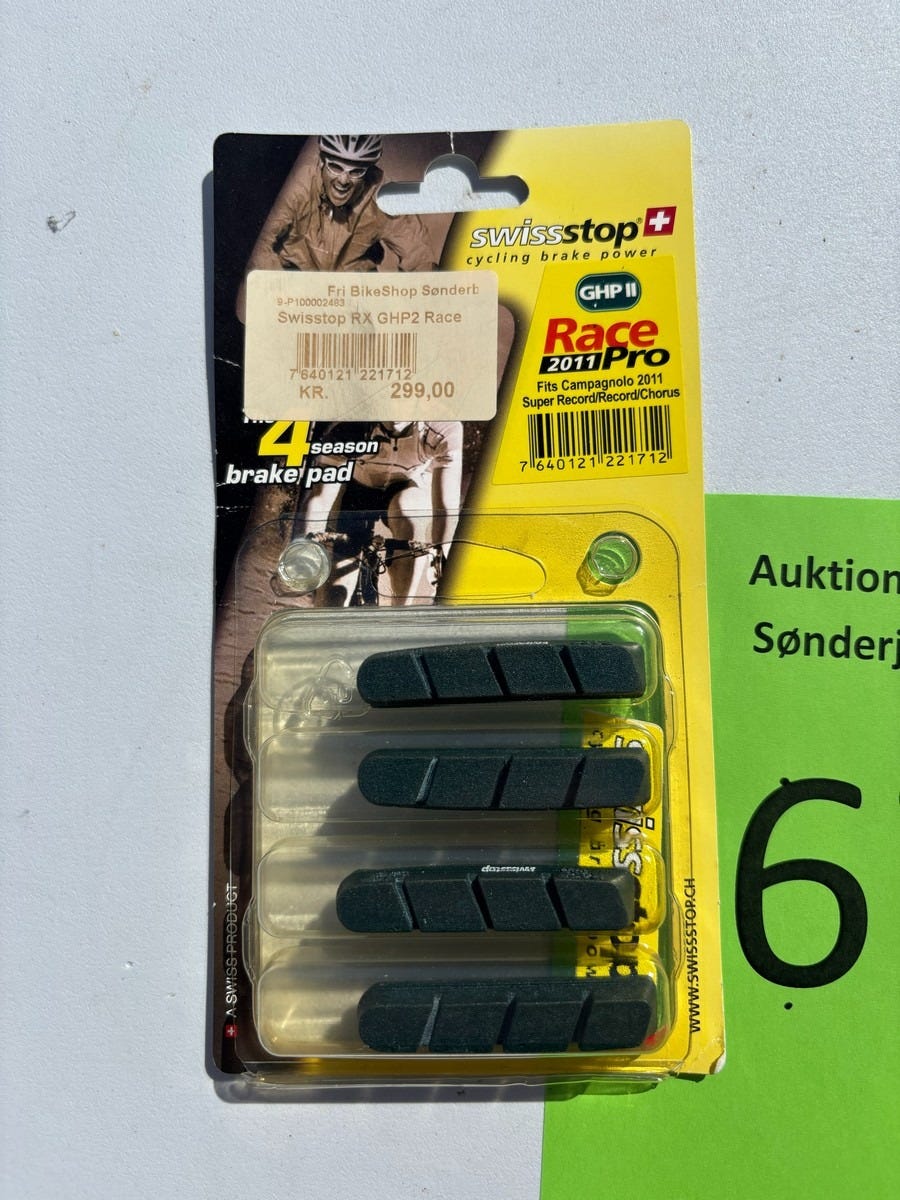 swissstop
cycling brake power
GHP II
Race
2011 Pro
Fits Campagnolo 2011
Super Record/Record/Chorus
7 640121 221712
Fri BikeShop Sønderb
9-P100002483
Swisstop RX GHP2 Race
7 640121 221712
KR. 299,00
4 season
brake pad
swissstop
A SWISS PRODUCT
WWW.SWISSSTOP.CH
Auktion
Sønderj
6